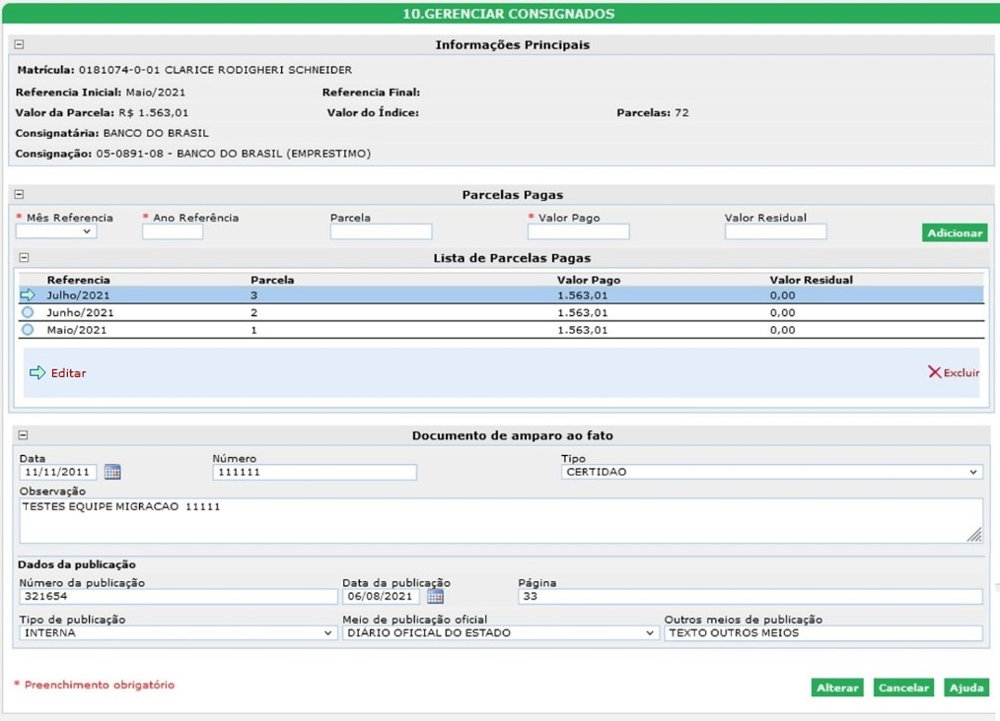 10.GERENCIAR CONSIGNADOS
Informações Principais
Matrícula: 0181074-0-01 CLARICE RODIGHERI SCHNEIDER
Referencia Inicial: Maio/2021 Referencia Final:
Valor da Parcela: R$ 1.563,01 Valor do Índice: Parcelas: 72
Consignatária: BANCO DO BRASIL
Consignação: 05-0891-08 - BANCO DO BRASIL (EMPRESTIMO)
Parcelas Pagas
* Mês Referencia * Ano Referência Parcela * Valor Pago Valor Residual
Adicionar
Lista de Parcelas Pagas
Referencia Parcela Valor Pago Valor Residual
Julho/2021 3 1.563,01 0,00
Junho/2021 2 1.563,01 0,00
Maio/2021 1 1.563,01 0,00
Editar Excluir
Documento de amparo ao fato
Data Número Tipo
11/11/2011 111111 CERTIDAO
Observação
TESTES EQUIPE MIGRACAO 11111
Dados da publicação
Número da publicação Data da publicação Página
321654 06/08/2021 33
Tipo de publicação Meio de publicação oficial Outros meios de publicação
INTERNA DIÁRIO OFICIAL DO ESTADO TEXTO OUTROS MEIOS
* Preenchimento obrigatório
Alterar Cancelar Ajuda